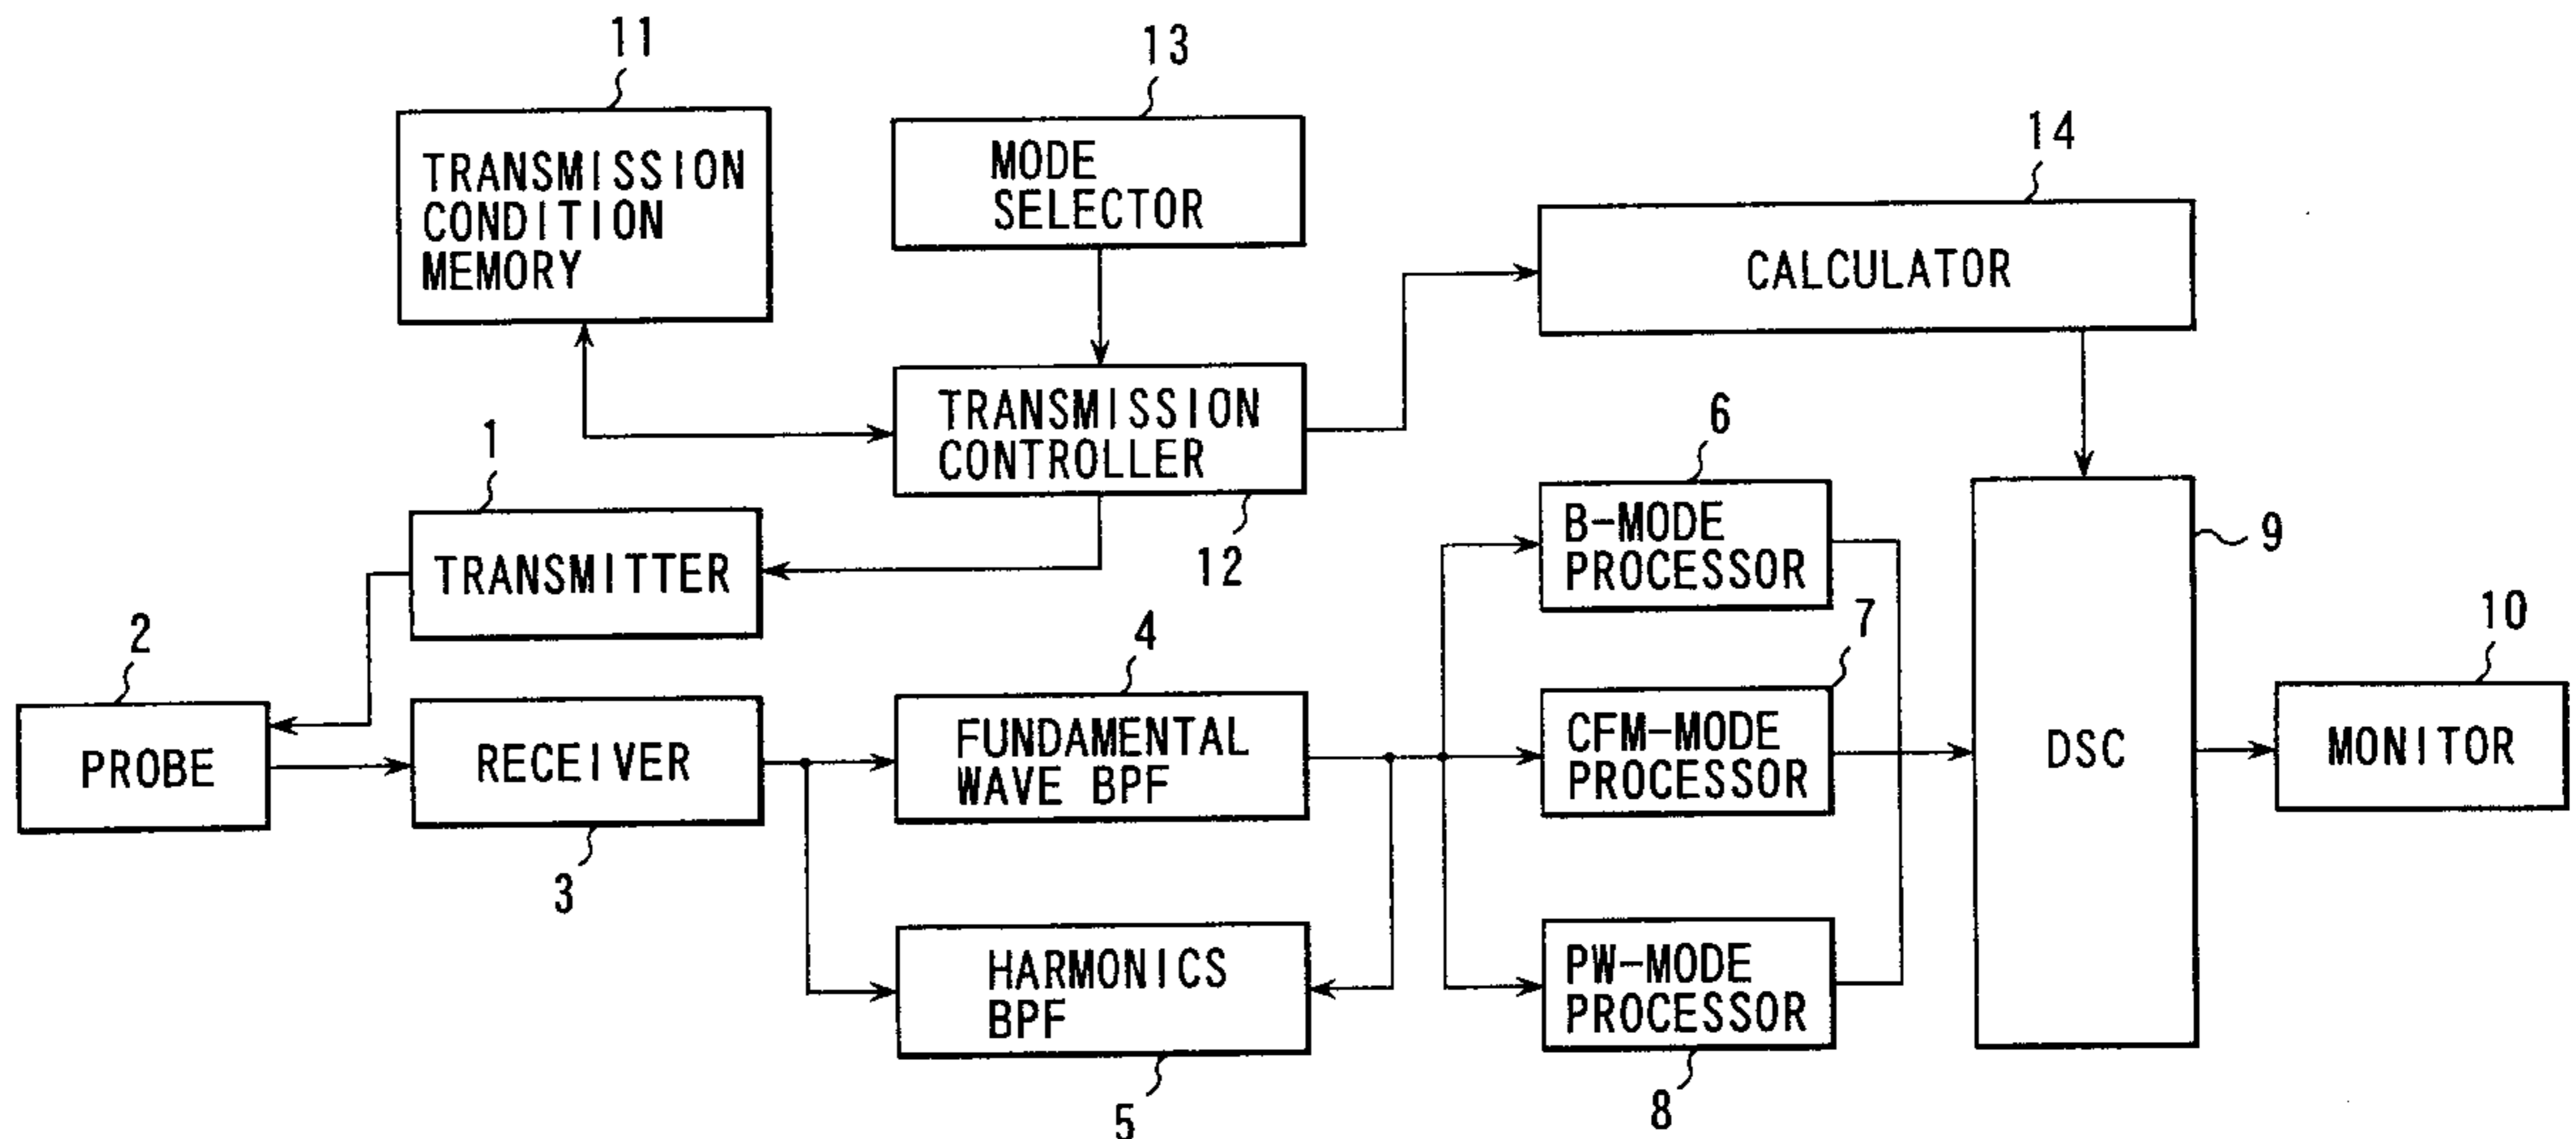 11
13
TRANSMISSION
CONDITION
MEMORY
MODE
SELECTOR
14
CALCULATOR
TRANSMISSION
CONTROLLER
12
1
TRANSMITTER
6
B-MODE
PROCESSOR
9
2
PROBE
RECEIVER
3
4
FUNDAMENTAL
WAVE BPF
7
CFM-MODE
PROCESSOR
DSC
10
MONITOR
HARMONICS
BPF
5
PW-MODE
PROCESSOR
8